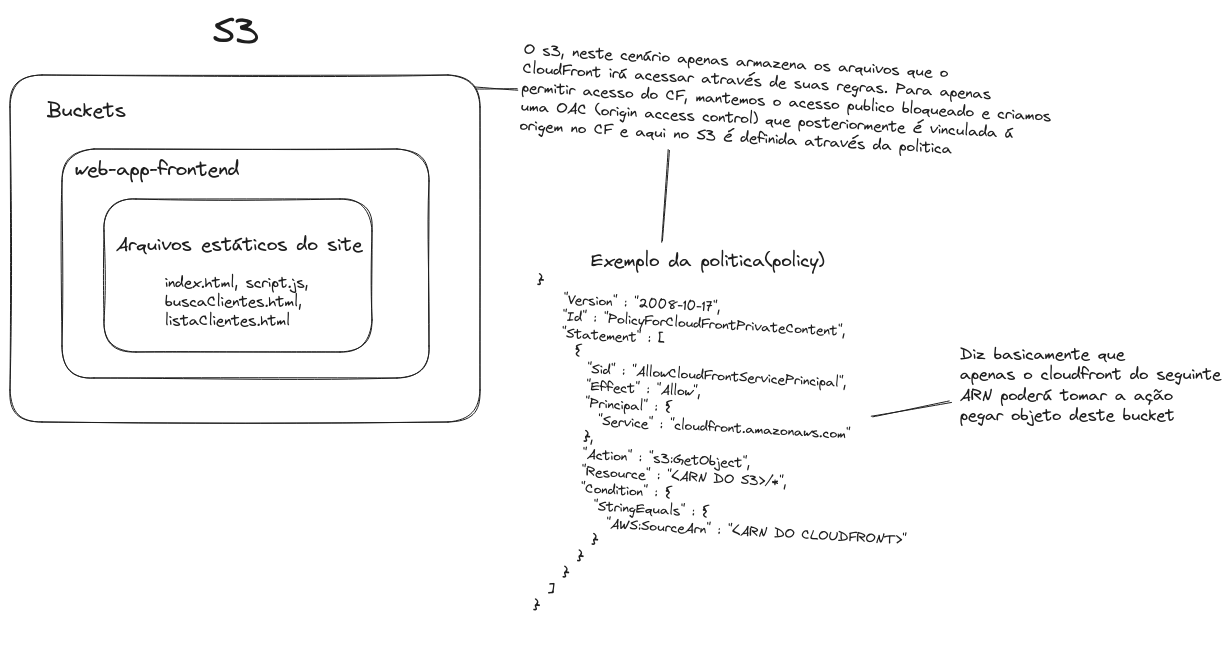 S3
Buckets
web-app-frontend
Arquivos estáticos do site
index.html, script.js,
buscaClientes.html,
listaClientes.html
O s3, neste cenário apenas armazena os arquivos que o
CloudFront irá acessar através de suas regras. Para apenas
permitir acesso do CF, mantemos o acesso publico bloqueado e criamos
uma OAC (origin access control) que posteriormente é vinculada á
origem no CF e aqui no S3 é definida através da politica
Exemplo da politica(policy)
}
"Version" : "2008-10-17",
"Id" : "PolicyForCloudFrontPrivateContent",
"Statement" : [
{
"Sid" : "AllowCloudFrontServicePrincipal",
"Effect" : "Allow",
"Principal" : {
"Service" : "cloudfront.amazonaws.com"
},
"Action" : "s3:GetObject",
"Resource" : "<ARN DO S3>/*",
"Condition" : {
"StringEquals" : {
"AWS:SourceArn" : "<ARN DO CLOUDFRONT>"
}
}
}
]
}
Diz basicamente que
apenas o cloudfront do seguinte
ARN poderá tomar a ação
pegar objeto deste bucket